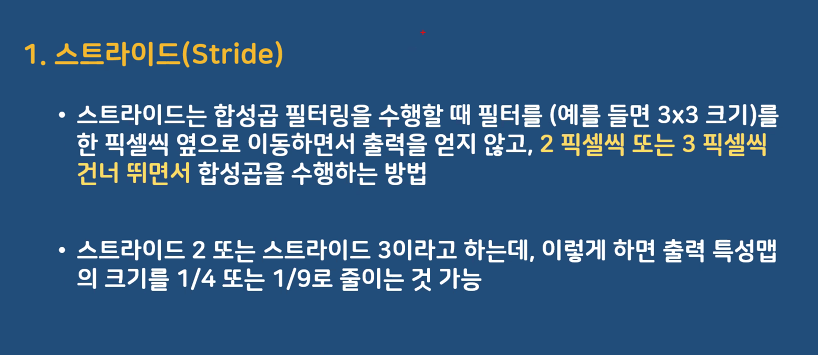 1. 스트라이드(Stride)
• 스트라이드는 합성곱 필터링을 수행할 때 필터를 (예를 들면 3x3 크기)를
한 픽셀씩 옆으로 이동하면서 출력을 얻지 않고, 2 픽셀씩 또는 3 픽셀씩
건너 뛰면서 합성곱을 수행하는 방법
• 스트라이드 2 또는 스트라이드 3이라고 하는데, 이렇게 하면 출력 특성맵
의 크기를 1/4 또는 1/9로 줄이는 것 가능